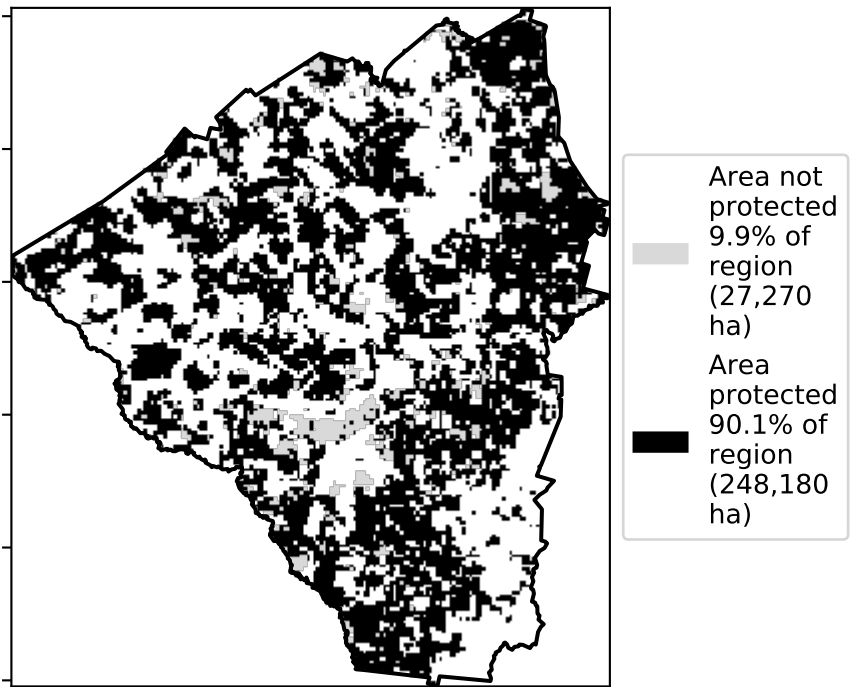 Area not
protected
9.9% of
region
(27,270
ha)
Area
protected
90.1% of
region
(248,180
ha)